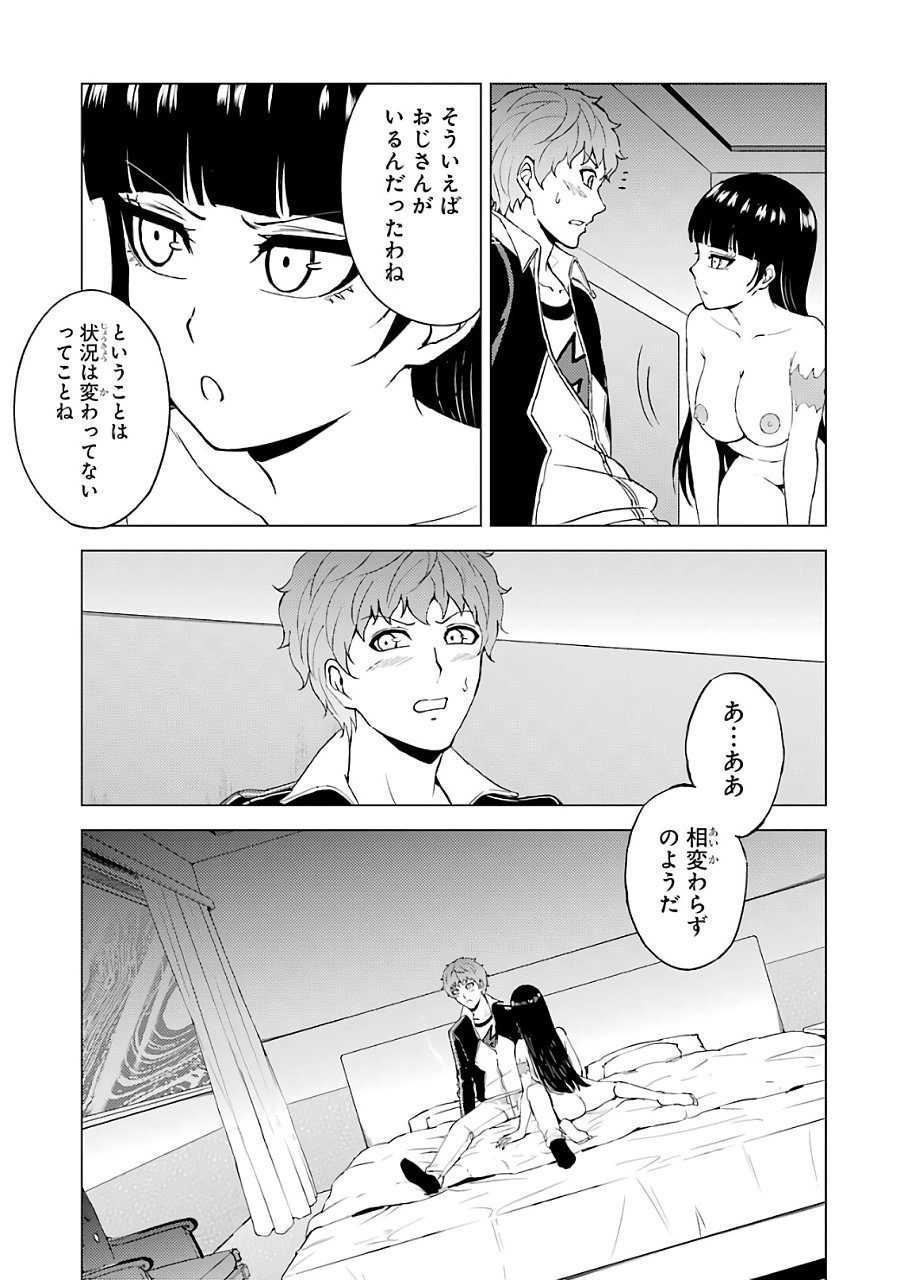 そういえば
おじさんが
いるんだったわね
ということは
状況は変わってない
ってことね
あ…ああ
相変わらず
のようだ